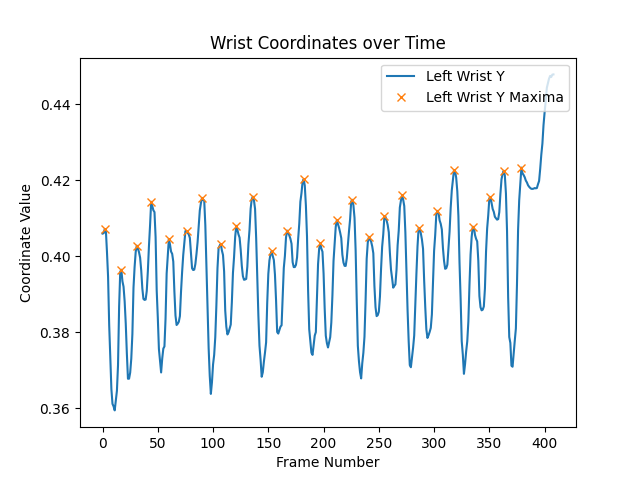 Wrist Coordinates over Time
Left Wrist Y
Left Wrist Y Maxima
Coordinate Value
0.44
0.42
0.40
0.38
0.36
0 50 100 150 200 250 300 350 400
Frame Number